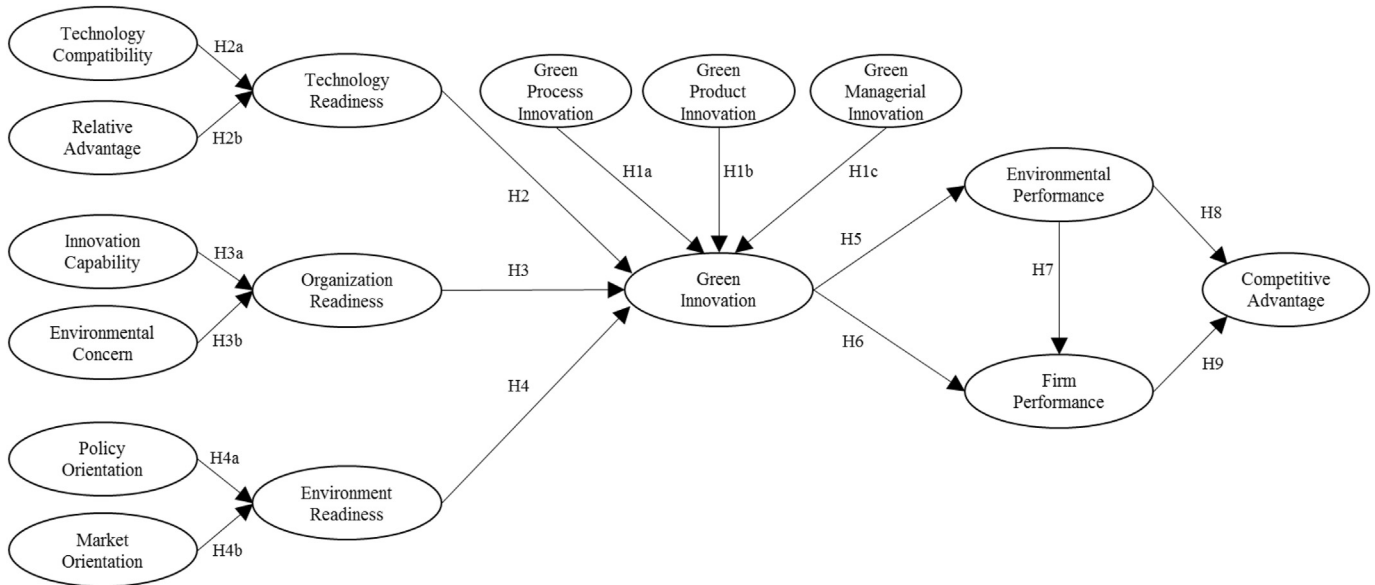 Technology
Compatibility
H2a
Relative
Advantage
H2b
Technology
Readiness
H2
Innovation
Capability
H3a
Environmental
Concern
H3b
Organization
Readiness
H3
Policy
Orientation
H4a
Market
Orientation
H4b
Environment
Readiness
H4
Green
Process
Innovation
H1a
Green
Product
Innovation
H1b
Green
Managerial
Innovation
H1c
Green
Innovation
H5
H6
Environmental
Performance
H7
Firm
Performance
H8
H9
Competitive
Advantage